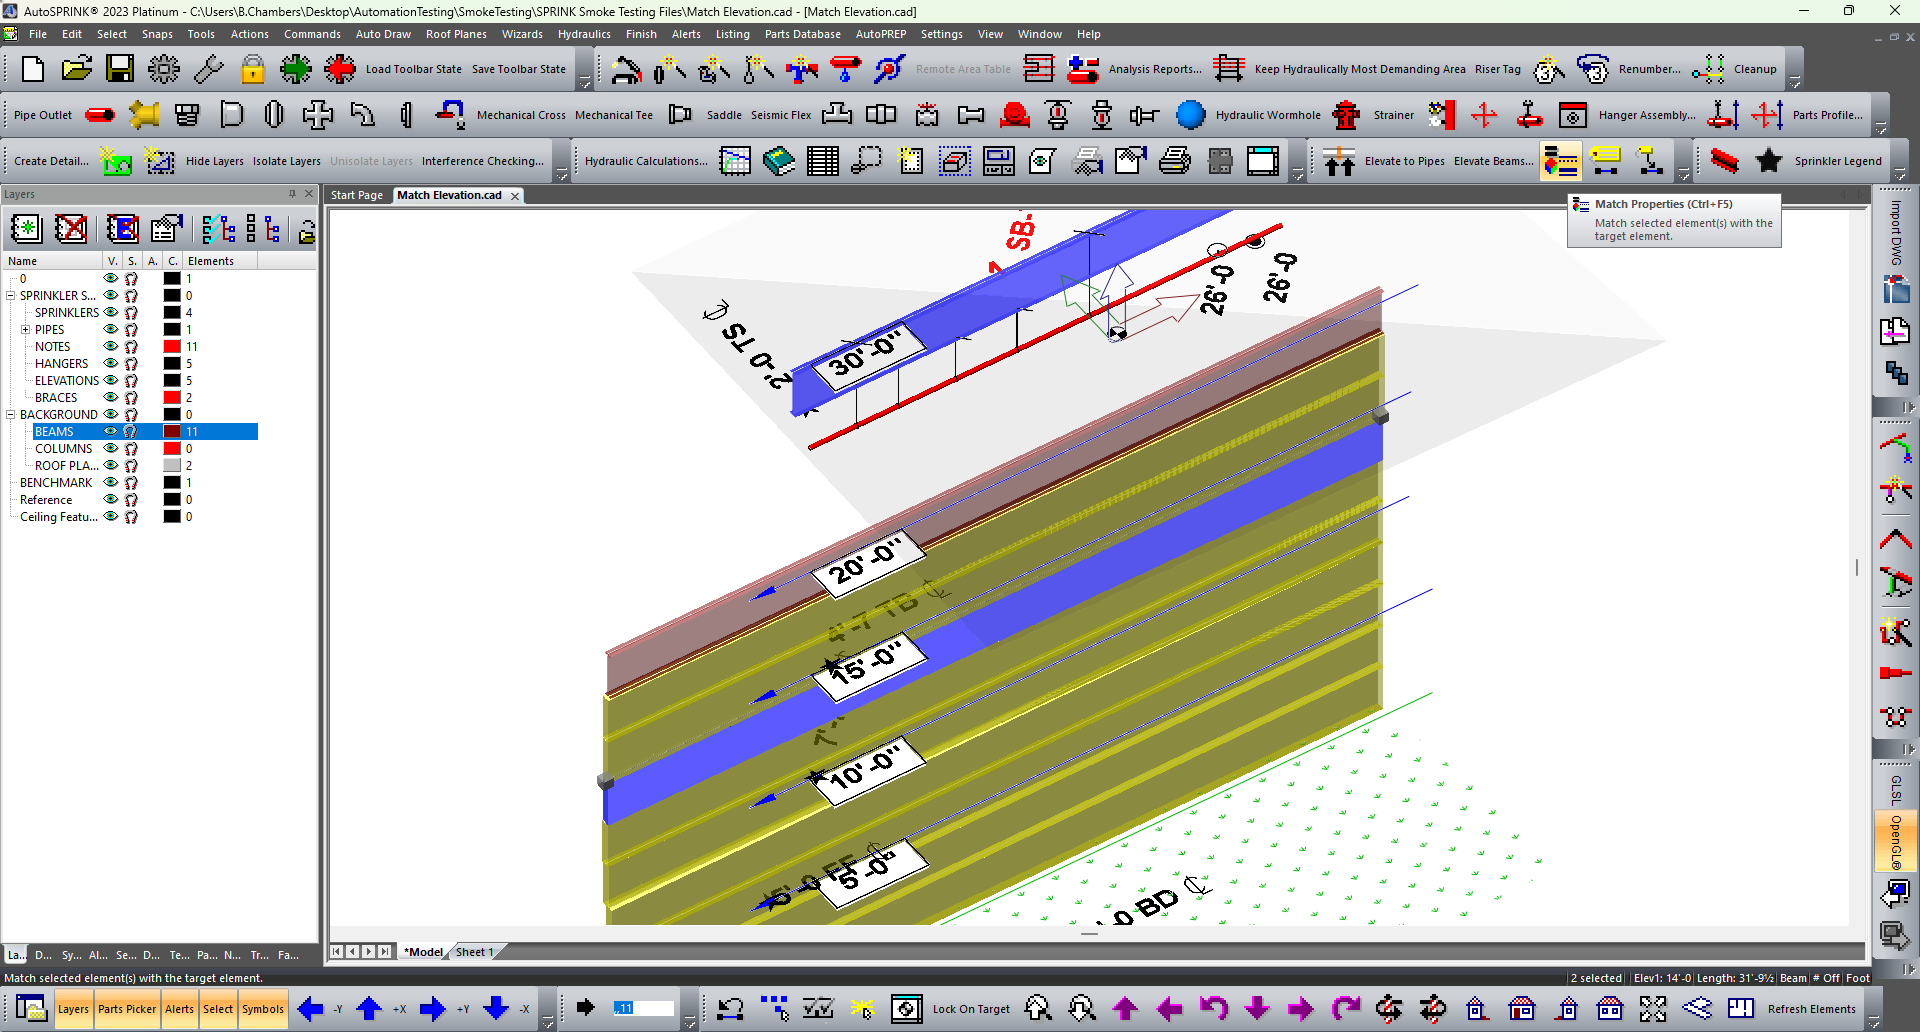 AutoSPRINK® 2023 Platinum - C:\Users\B.Chambers\Desktop\AutomationTesting\SmokeTesting\SPRINK Smoke Testing Files\Match Elevation.cad - [Match Elevation.cad]
File Edit Select Snaps Tools Actions Commands Auto Draw Roof Planes Wizards Hydraulics Finish Alerts Listing Parts Database AutoPREP Settings View Window Help
Load Toolbar State Save Toolbar State Remote Area Table Analysis Reports... Keep Hydraulically Most Demanding Area Riser Tag Renumber... Cleanup
Pipe Outlet Mechanical Cross Mechanical Tee Saddle Seismic Flex Hydraulic Wormhole Strainer Hanger Assembly... Parts Profile...
Create Detail... Hide Layers Isolate Layers Unisolate Layers Interference Checking... Hydraulic Calculations... Elevate to Pipes Elevate Beams... Sprinkler Legend
Layers
Start Page Match Elevation.cad
Match Properties (Ctrl+F5)
Match selected element(s) with the
target element.
Name V. S. A. C. Elements
0 1
SPRINKLER S... 0
SPRINKLERS 4
PIPES 1
NOTES 11
HANGERS 5
ELEVATIONS 5
BRACES 2
BACKGROUND 0
BEAMS 11
COLUMNS 0
ROOF PLA... 2
BENCHMARK 1
Reference 0
Ceiling Featu... 0
SB-
26'-0
26'-0
2'-0 TS
30'-0"
20'-0"
4'-7 TB
15'-0"
7'-
10'-0"
5'-0 FF
5'-0"
-0 BD
Import DWG
GLSL
OpenGL®
La... D... Sy... Al... Se... D... Te... Pa... N... Tr... Fa...
*Model Sheet 1
Match selected element(s) with the target element.
2 selected Elev1: 14'-0 Length: 31'-9½ Beam # Off Foot
Layers Parts Picker Alerts Select Symbols -Y +X +Y -X ,,11 Lock On Target Refresh Elements